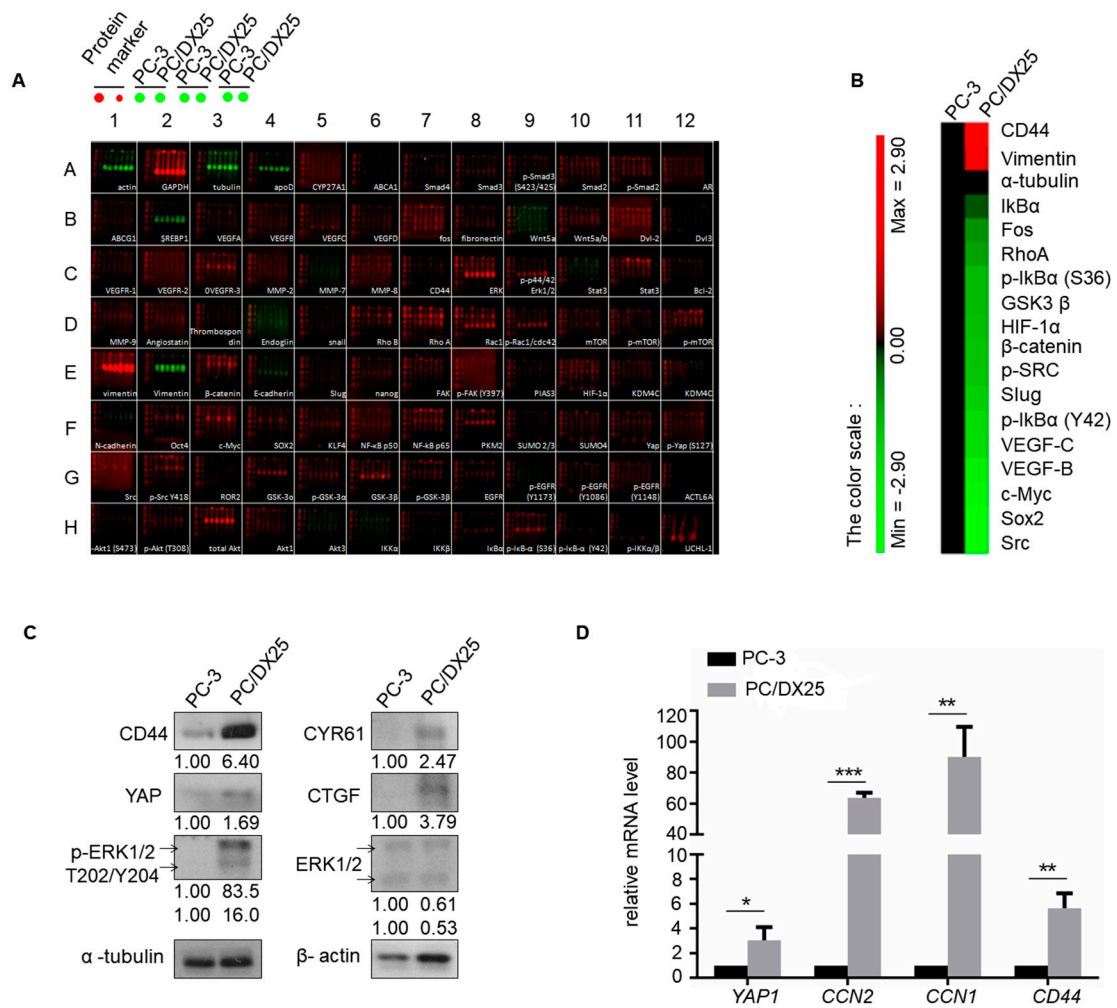 A
Protein marker
PC-3
PC/DX25
PC-3
PC/DX25
PC-3
PC/DX25
1 2 3 4 5 6 7 8 9 10 11 12
A
actin GAPDH tubulin apoD CYP27A1 ABCA1 Smad4 Smad3 p-Smad3 (S423/425) Smad2 p-Smad2 AR
B
ABCG1 SREBP1 VEGFA VEGFB VEGFC VEGFD fos fibronectin Wnt5a Wnt5a/b Dvl-2 Dvl3
C
VEGFR-1 VEGFR-2 0VEGFR-3 MMP-2 MMP-7 MMP-8 CD44 ERK p-p44/42 Erk1/2 Stat3 Stat3 Bcl-2
D
MMP-9 Angiostatin Thrombospondin Endoglin snail Rho B Rho A Rac1 p-Rac1/cdc42 mTOR p-mTOR) p-mTOR
E
vimentin Vimentin β-catenin E-cadherin Slug nanog FAK p-FAK (Y397) PIAS3 HIF-1α KDM4C KDM4C
F
N-cadherin Oct4 c-Myc SOX2 KLF4 NF-κB p50 NF-kB p65 PKM2 SUMO 2/3 SUMO4 Yap p-Yap (S127)
G
Src p-Src Y418 ROR2 GSK-3α p-GSK-3α GSK-3β p-GSK-3β EGFR p-EGFR (Y1173) p-EGFR (Y1086) p-EGFR (Y1148) ACTL6A
H
-Akt1 (S473) p-Akt (T308) total Akt Akt1 Akt3 IKKα IKKβ IκBα p-IkB-α (S36) p-IkB-α (Y42) p-IKKα/β UCHL-1
B
PC-3
PC/DX25
The color scale :
Min = -2.90 0.00 Max = 2.90
CD44
Vimentin
α-tubulin
IkBα
Fos
RhoA
p-IkBα (S36)
GSK3 β
HIF-1α
β-catenin
p-SRC
Slug
p-IkBα (Y42)
VEGF-C
VEGF-B
c-Myc
Sox2
Src
C
PC-3
PC/DX25
CD44
1.00 6.40
YAP
1.00 1.69
p-ERK1/2
T202/Y204
1.00 83.5
1.00 16.0
α -tubulin
PC-3
PC/DX25
CYR61
1.00 2.47
CTGF
1.00 3.79
ERK1/2
1.00 0.61
1.00 0.53
β- actin
D
PC-3
PC/DX25
relative mRNA level
120
100
80
60
40
10
8
6
4
2
0
*
***
**
**
YAP1 CCN2 CCN1 CD44